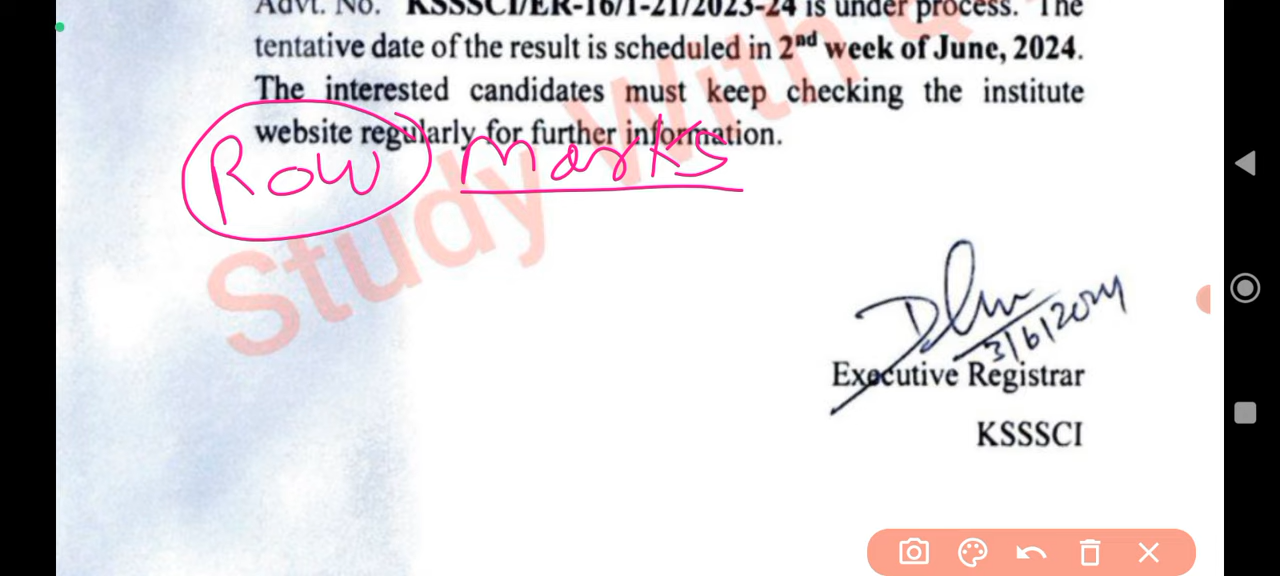 Advt. No. KSSSCI/ER-16/1-21/2023-24 is under process. The
tentative date of the result is scheduled in 2nd week of June, 2024.
The interested candidates must keep checking the institute
website regularly for further information.
Row Marks
Study With
3/6/2024
Executive Registrar
KSSSCI